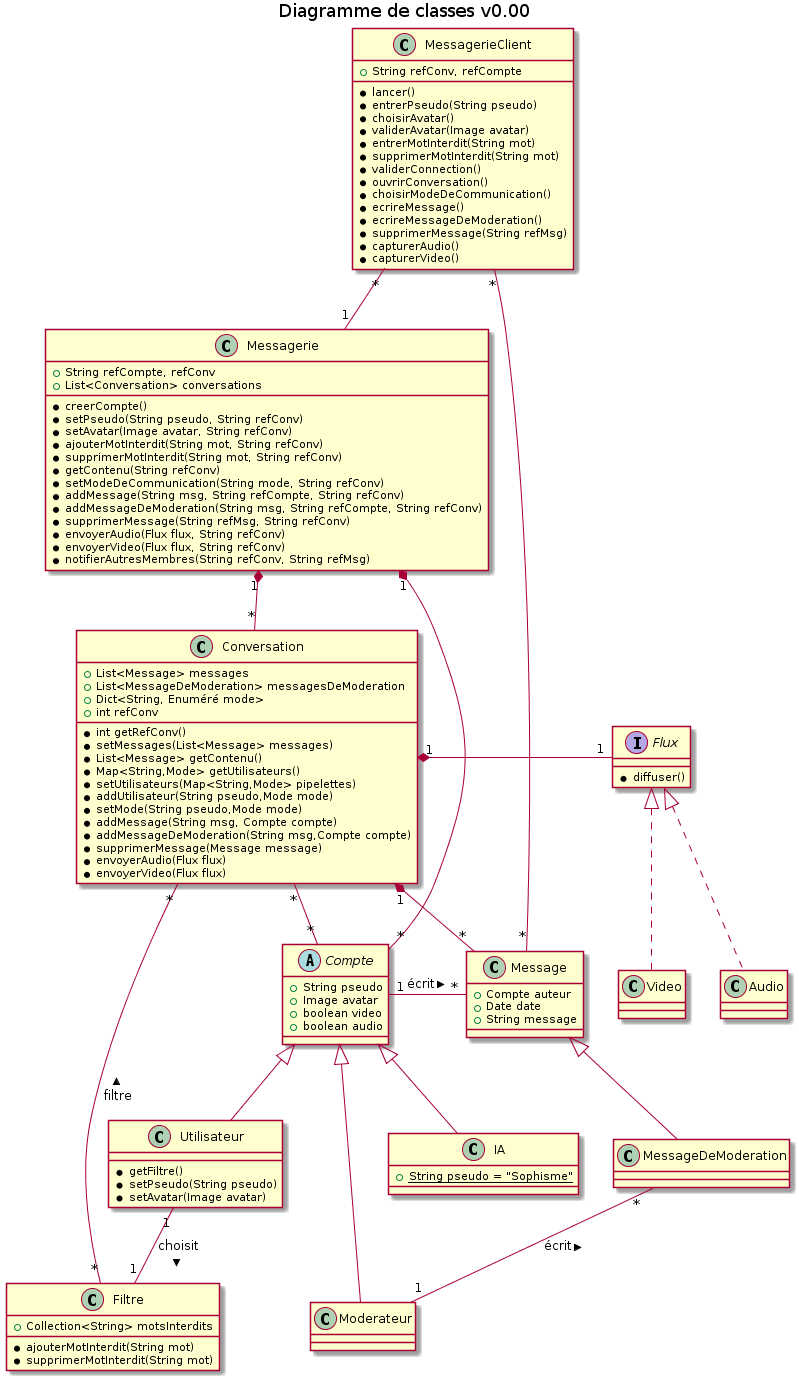 Diagramme de classes v0.00
C MessagerieClient
String refConv, refCompte
lancer()
entrerPseudo(String pseudo)
choisirAvatar()
validerAvatar(Image avatar)
entrerMotInterdit(String mot)
supprimerMotInterdit(String mot)
validerConnection()
ouvrirConversation()
choisirModeDeCommunication()
ecrireMessage()
ecrireMessageDeModeration()
supprimerMessage(String refMsg)
capturerAudio()
capturerVideo()
* *
1
C Messagerie
String refCompte, refConv
List<Conversation> conversations
creerCompte()
setPseudo(String pseudo, String refConv)
setAvatar(Image avatar, String refConv)
ajouterMotInterdit(String mot, String refConv)
supprimerMotInterdit(String mot, String refConv)
getContenu(String refConv)
setModeDeCommunication(String mode, String refConv)
addMessage(String msg, String refCompte, String refConv)
addMessageDeModeration(String msg, String refCompte, String refConv)
supprimerMessage(String refMsg, String refConv)
envoyerAudio(Flux flux, String refConv)
envoyerVideo(Flux flux, String refConv)
notifierAutresMembres(String refConv, String refMsg)
1 1
*
C Conversation
List<Message> messages
List<MessageDeModeration> messagesDeModeration
Dict<String, Enuméré mode>
int refConv
int getRefConv()
setMessages(List<Message> messages)
List<Message> getContenu()
Map<String,Mode> getUtilisateurs()
setUtilisateurs(Map<String,Mode> pipelettes)
addUtilisateur(String pseudo,Mode mode)
setMode(String pseudo,Mode mode)
addMessage(String msg, Compte compte)
addMessageDeModeration(String msg,Compte compte)
supprimerMessage(Message message)
envoyerAudio(Flux flux)
envoyerVideo(Flux flux)
1 1
I Flux
diffuser()
* * 1
* * * *
A Compte
String pseudo
Image avatar
boolean video
boolean audio
1 écrit *
C Message
Compte auteur
Date date
String message
C Video
C Audio
filtre
C Utilisateur
getFiltre()
setPseudo(String pseudo)
setAvatar(Image avatar)
C IA
String pseudo = "Sophisme"
C MessageDeModeration
1
choisit
* 1
*
écrit
1
C Filtre
Collection<String> motsInterdits
ajouterMotInterdit(String mot)
supprimerMotInterdit(String mot)
C Moderateur